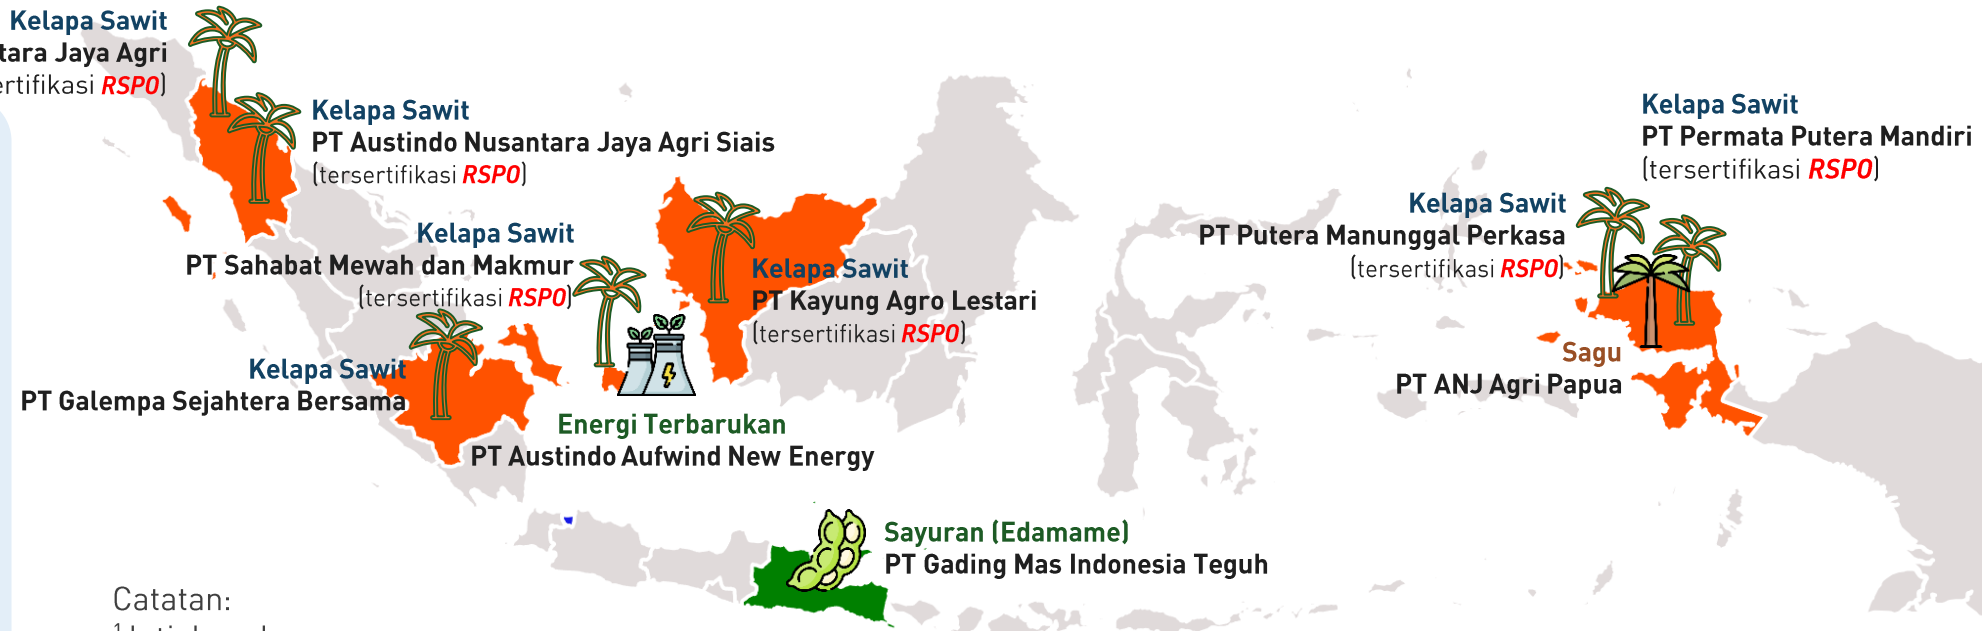 Kelapa Sawit
tara Jaya Agri
ertifikasi RSPO)
Kelapa Sawit
PT Austindo Nusantara Jaya Agri Siais
(tersertifikasi RSPO)
Kelapa Sawit
PT Sahabat Mewah dan Makmur
(tersertifikasi RSPO)
Kelapa Sawit
PT Kayung Agro Lestari
(tersertifikasi RSPO)
Kelapa Sawit
PT Galempa Sejahtera Bersama
Energi Terbarukan
PT Austindo Aufwind New Energy
Sayuran (Edamame)
PT Gading Mas Indonesia Teguh
Kelapa Sawit
PT Permata Putera Mandiri
(tersertifikasi RSPO)
Kelapa Sawit
PT Putera Manunggal Perkasa
(tersertifikasi RSPO)
Sagu
PT ANJ Agri Papua
Catatan: